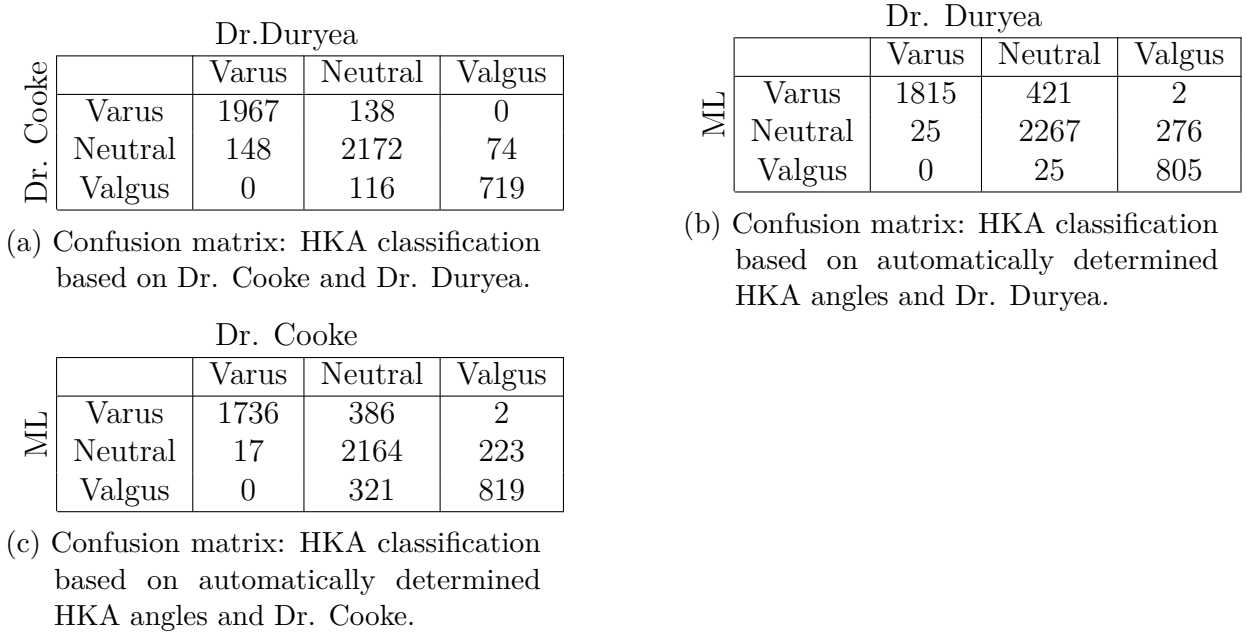 Dr.Duryea
Dr. Cooke
Varus Neutral Valgus
Varus 1967 138 0
Neutral 148 2172 74
Valgus 0 116 719
(a) Confusion matrix: HKA classification
based on Dr. Cooke and Dr. Duryea.
Dr. Duryea
ML
Varus Neutral Valgus
Varus 1815 421 2
Neutral 25 2267 276
Valgus 0 25 805
(b) Confusion matrix: HKA classification
based on automatically determined
HKA angles and Dr. Duryea.
Dr. Cooke
ML
Varus Neutral Valgus
Varus 1736 386 2
Neutral 17 2164 223
Valgus 0 321 819
(c) Confusion matrix: HKA classification
based on automatically determined
HKA angles and Dr. Cooke.